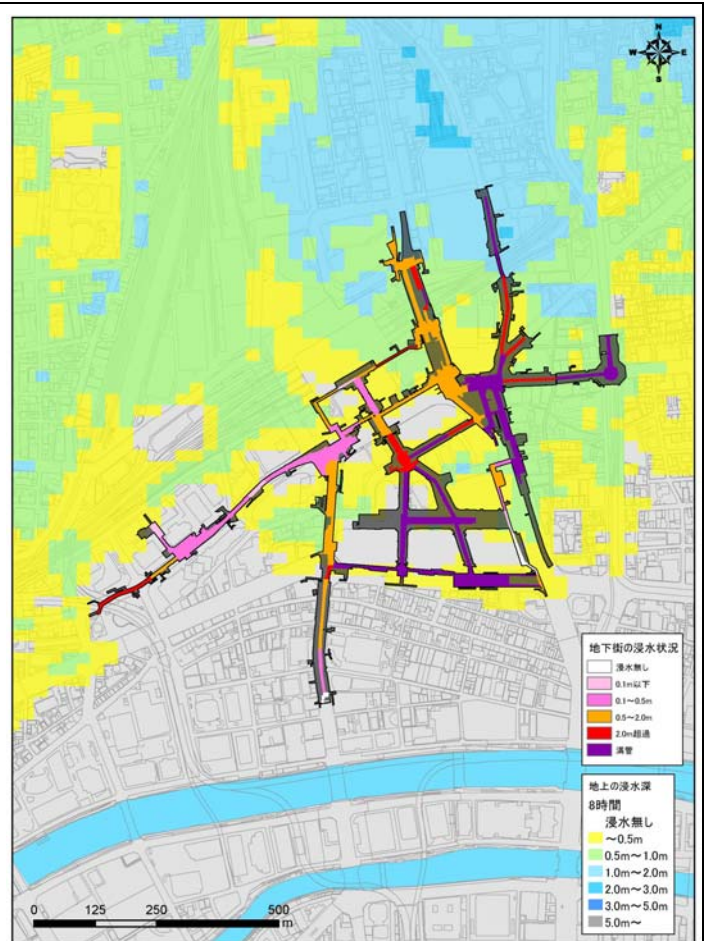 N
W E
S
地下街の浸水状況
浸水無し
0.1m以下
0.1～0.5m
0.5～2.0m
2.0m超過
満管
地上の浸水深
8時間
浸水無し
～0.5m
0.5m～1.0m
1.0m～2.0m
2.0m～3.0m
3.0m～5.0m
5.0m～
0 125 250 500
m